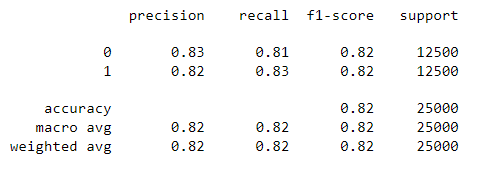 precision recall f1-score support
0 0.83 0.81 0.82 12500
1 0.82 0.83 0.82 12500
accuracy 0.82 25000
macro avg 0.82 0.82 0.82 25000
weighted avg 0.82 0.82 0.82 25000